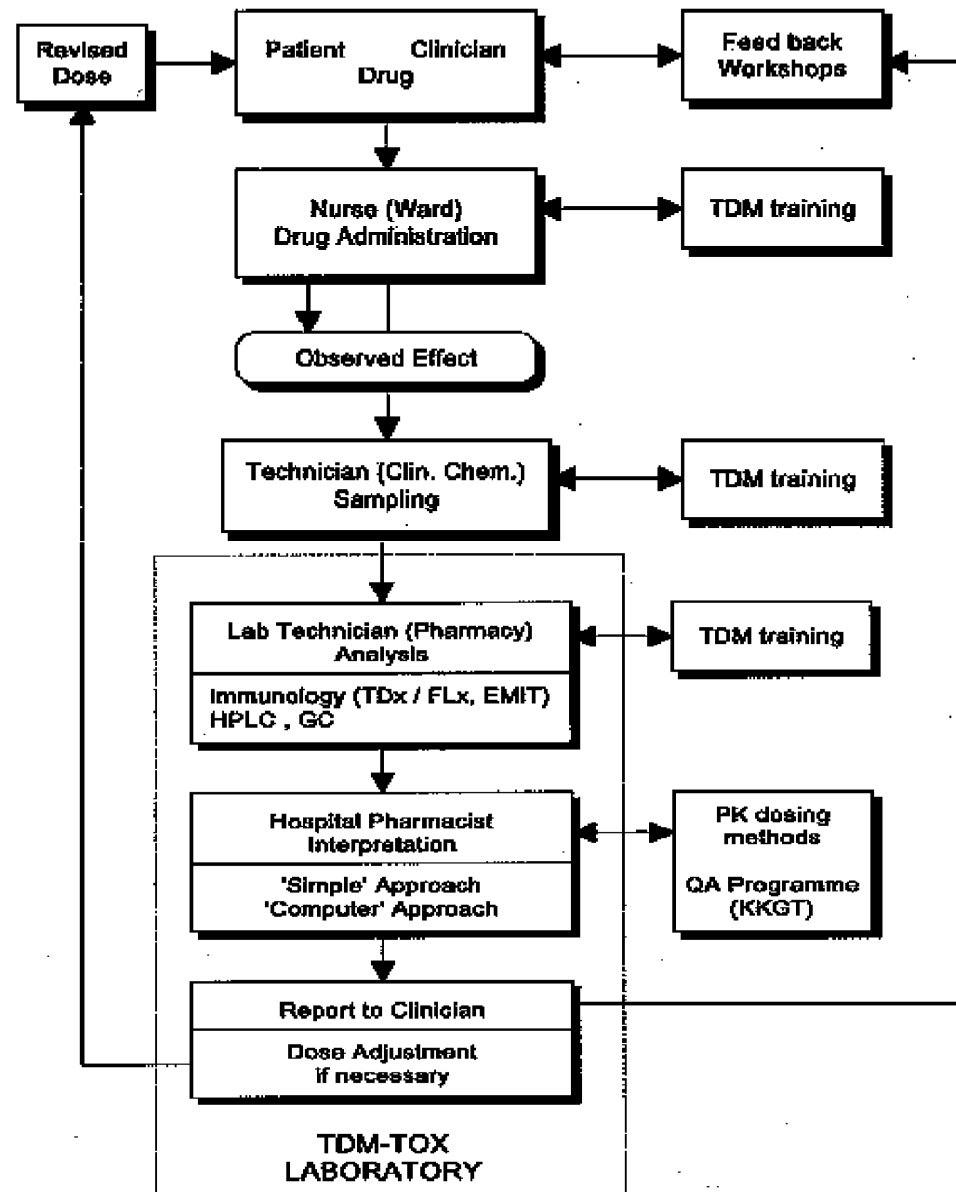 Revised
Dose
Patient Clinician
Drug
Feed back
Workshops
Nurse (Ward)
Drug Administration
TDM training
Observed Effect
Technician (Clin. Chem.)
Sampling
TDM training
Lab Technician (Pharmacy)
Analysis
Immunology (TDx / FLx, EMIT)
HPLC , GC
TDM training
Hospital Pharmacist
Interpretation
'Simple' Approach
'Computer' Approach
PK dosing
methods
QA Programme
(KKGT)
Report to Clinician
Dose Adjustment
if necessary
TDM-TOX
LABORATORY